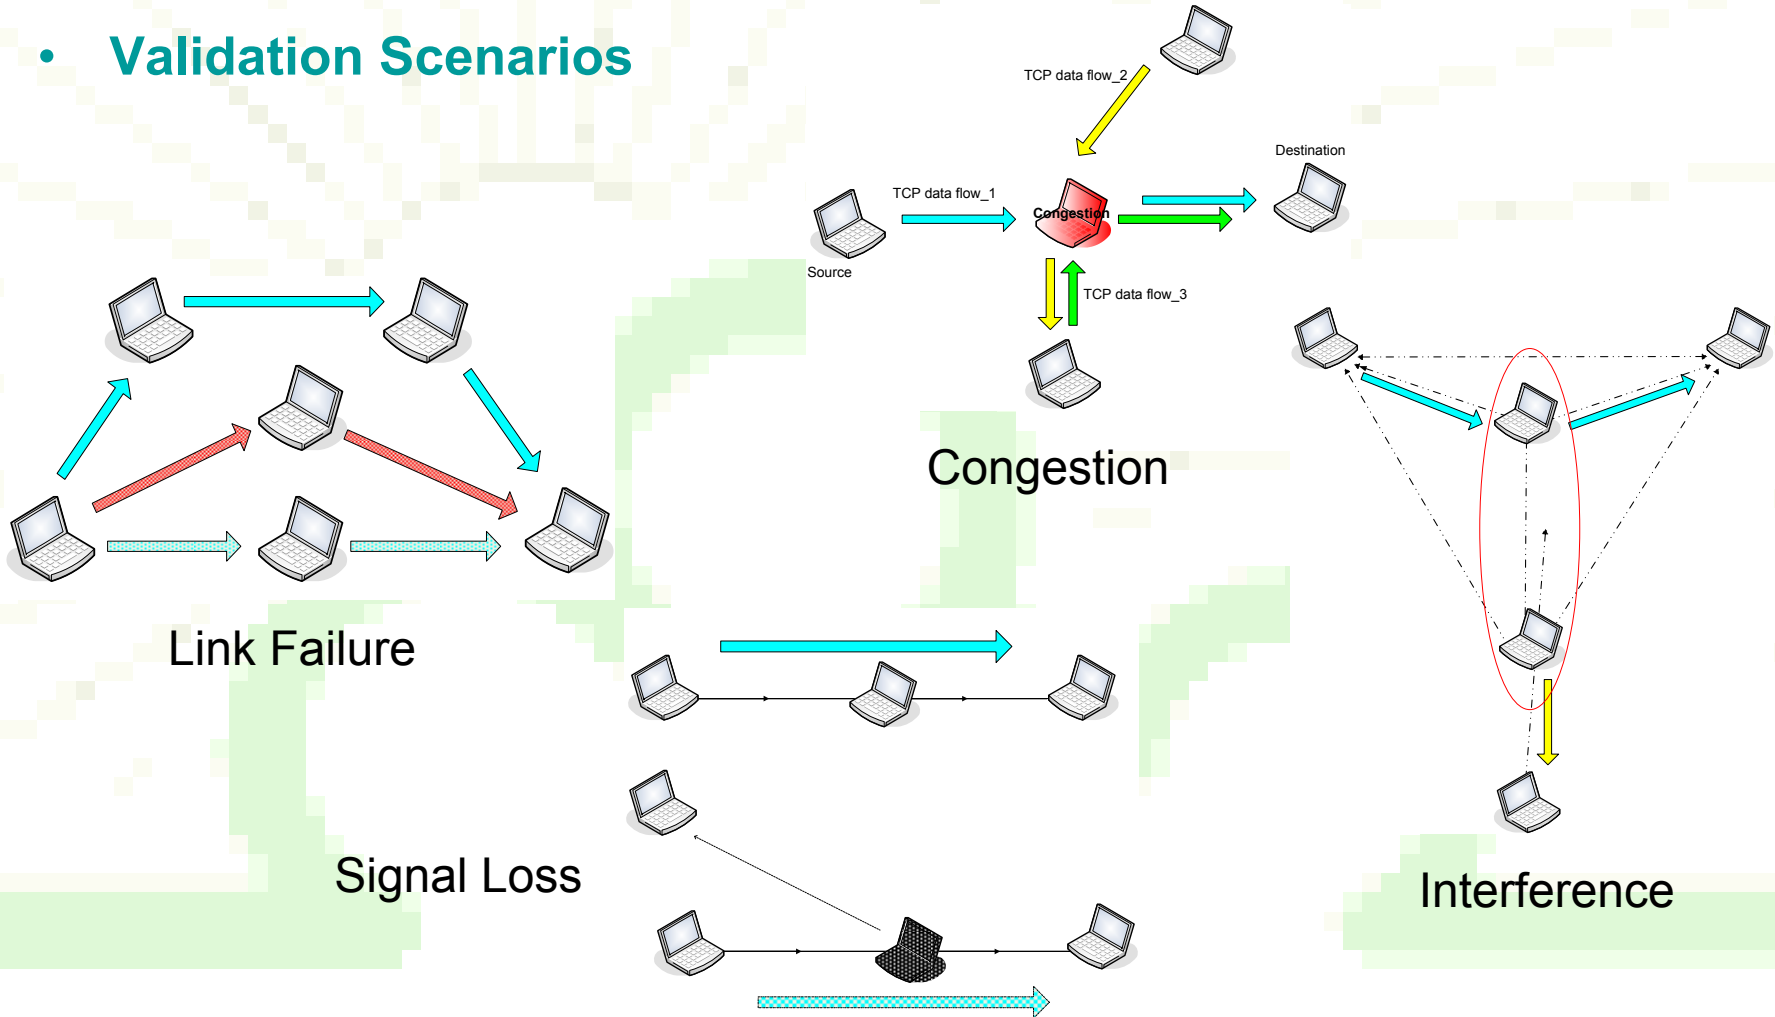 • Validation Scenarios
TCP data flow_2
Destination
TCP data flow_1
Congestion
Source
TCP data flow_3
Congestion
Link Failure
Signal Loss
Interference